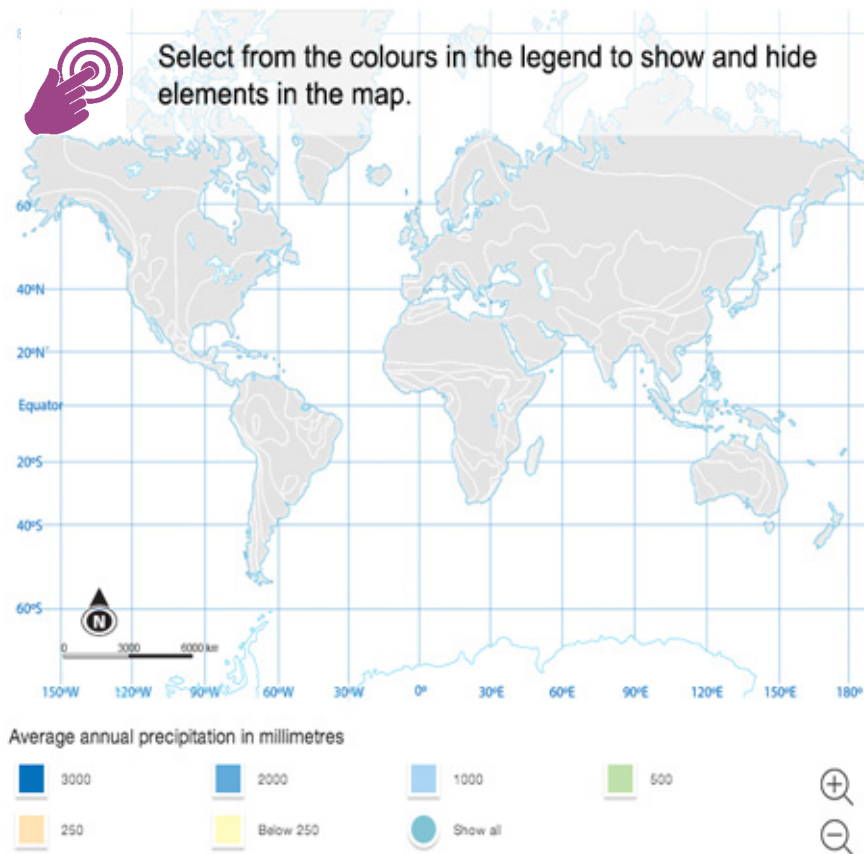 Select from the colours in the legend to show and hide
elements in the map.
60
40ºN
20ºN'
Equator
20ºS
40ºS
60ºS
N
0 3000 6000 km
150ºW 120ºW 90ºW 60ºW 30ºW 0º 30ºE 60ºE 90ºE 120ºE 150ºE 180º
Average annual precipitation in millimetres
3000 2000 1000 500
250 Below 250 Show all